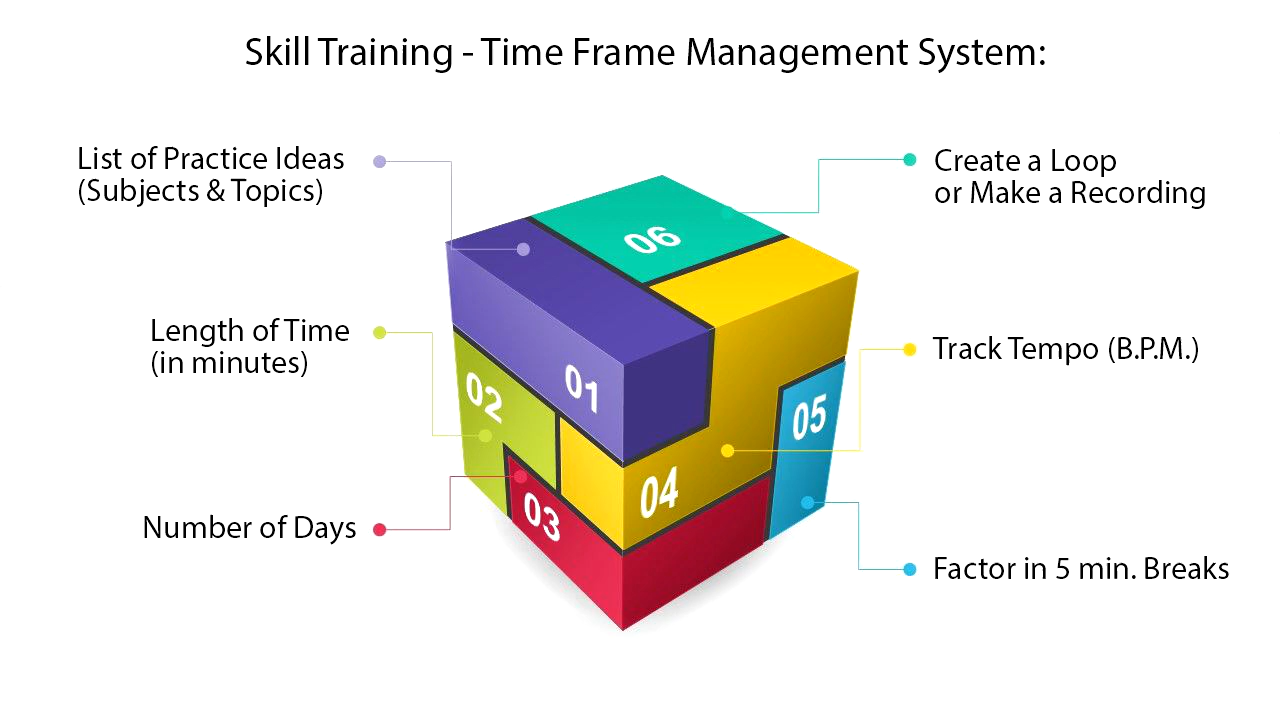 Skill Training - Time Frame Management System:
List of Practice Ideas
(Subjects & Topics)
Create a Loop
or Make a Recording
06
Length of Time
(in minutes)
Track Tempo (B.P.M.)
01
02
05
04
03
Number of Days
Factor in 5 min. Breaks